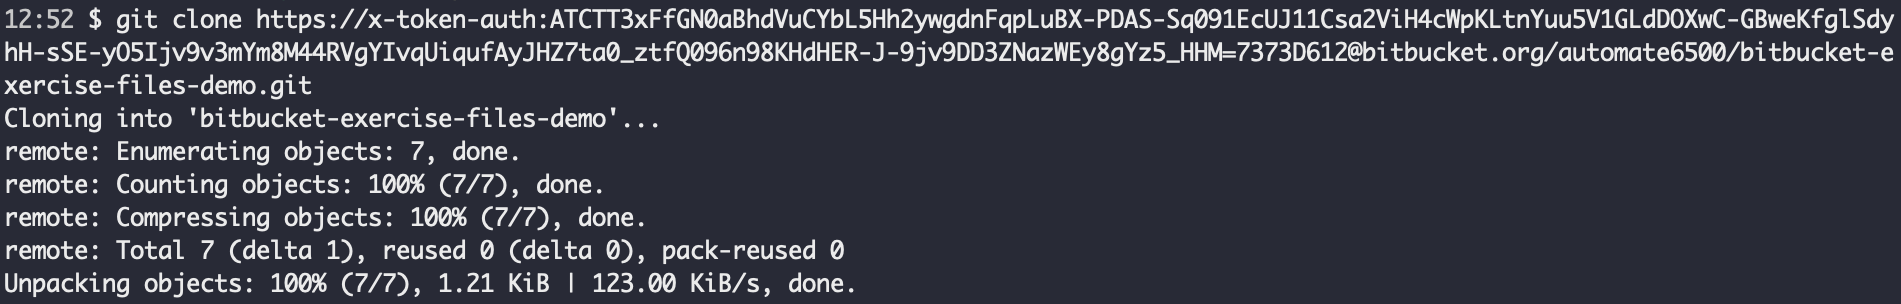 12:52 $ git clone https://x-token-auth:ATCTT3xFfGN0aBhdVuCYbL5Hh2ywgdnFqpLuBX-PDAS-Sq091EcUJ11Csa2ViH4cWpKLtnYuu5V1GLdDOXwC-GBweKfglSdy
hH-sSE-yO5Ijv9v3mYm8M44RVgYIvqUiqufAyJHZ7ta0_ztfQ096n98KHdHER-J-9jv9DD3ZNazWEy8gYz5_HHM=7373D612@bitbucket.org/automate6500/bitbucket-e
xercise-files-demo.git
Cloning into 'bitbucket-exercise-files-demo'...
remote: Enumerating objects: 7, done.
remote: Counting objects: 100% (7/7), done.
remote: Compressing objects: 100% (7/7), done.
remote: Total 7 (delta 1), reused 0 (delta 0), pack-reused 0
Unpacking objects: 100% (7/7), 1.21 KiB | 123.00 KiB/s, done.